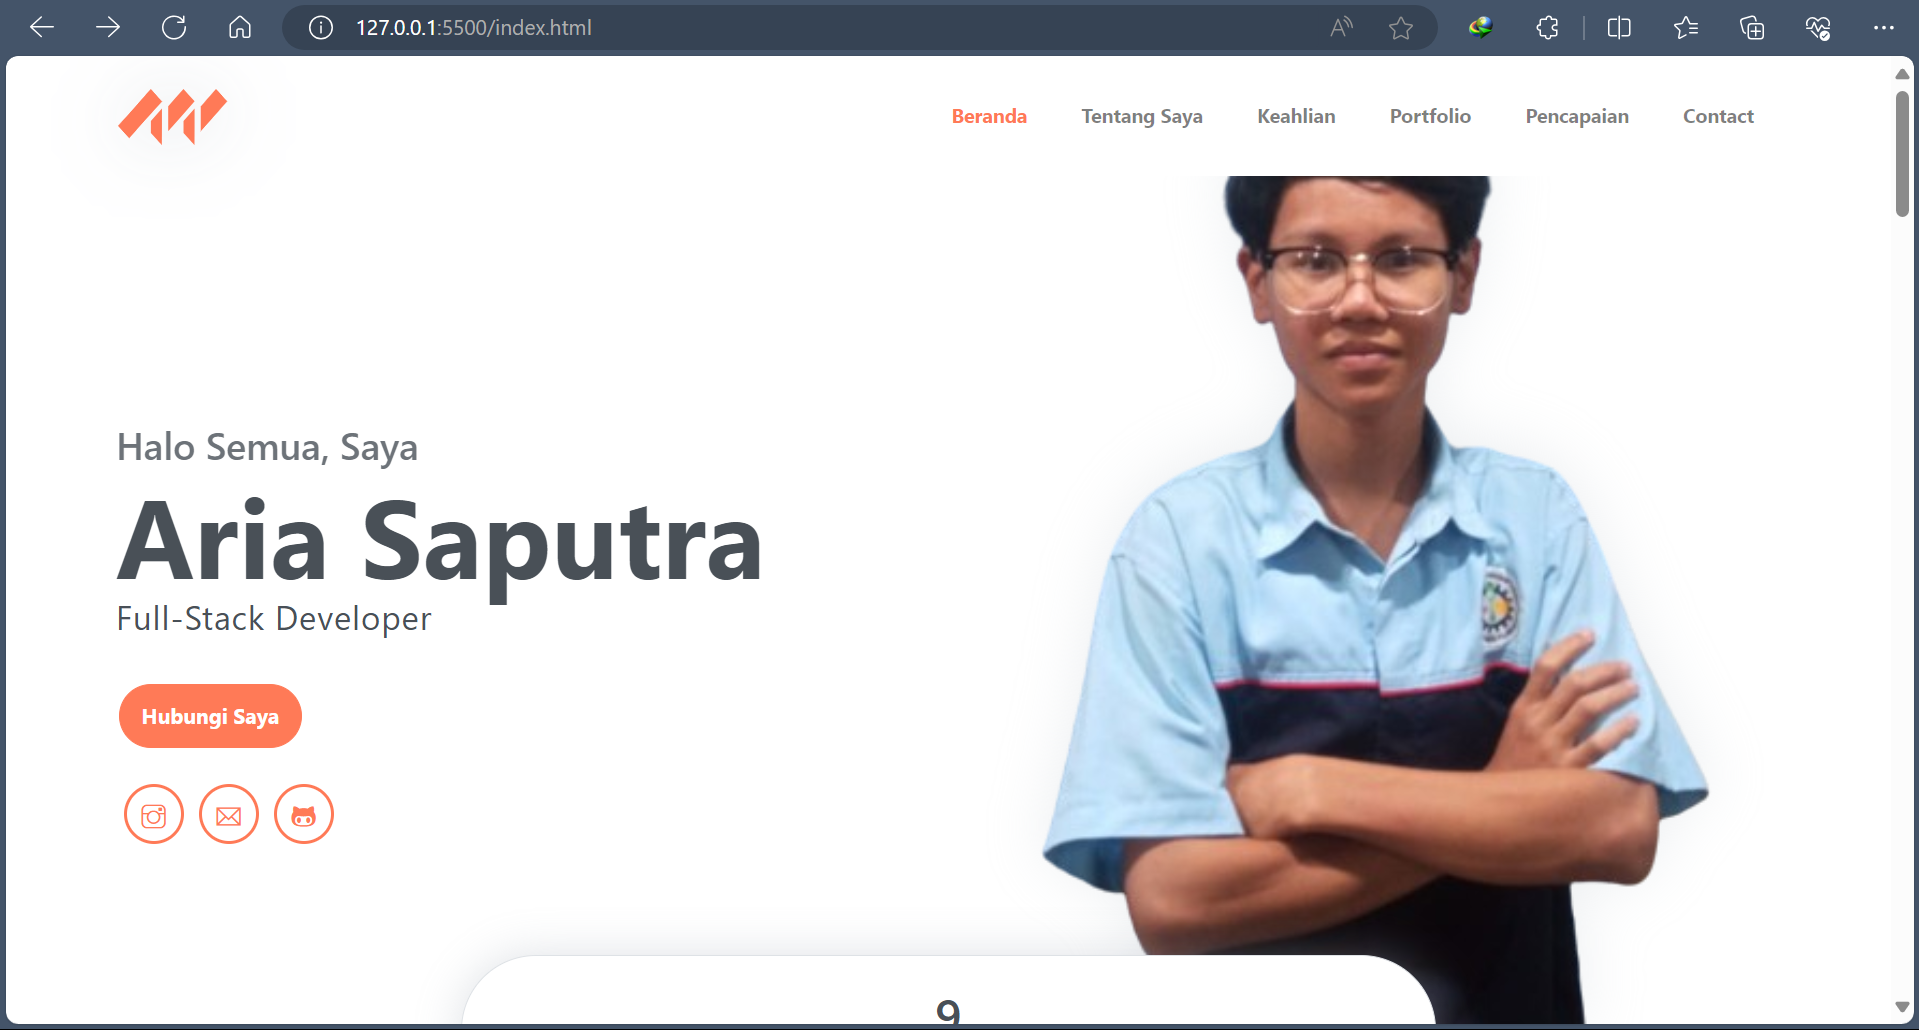 127.0.0.1:5500/index.html
Beranda
Tentang Saya
Keahlian
Portfolio
Pencapaian
Contact
Halo Semua, Saya
Aria Saputra
Full-Stack Developer
Hubungi Saya
9